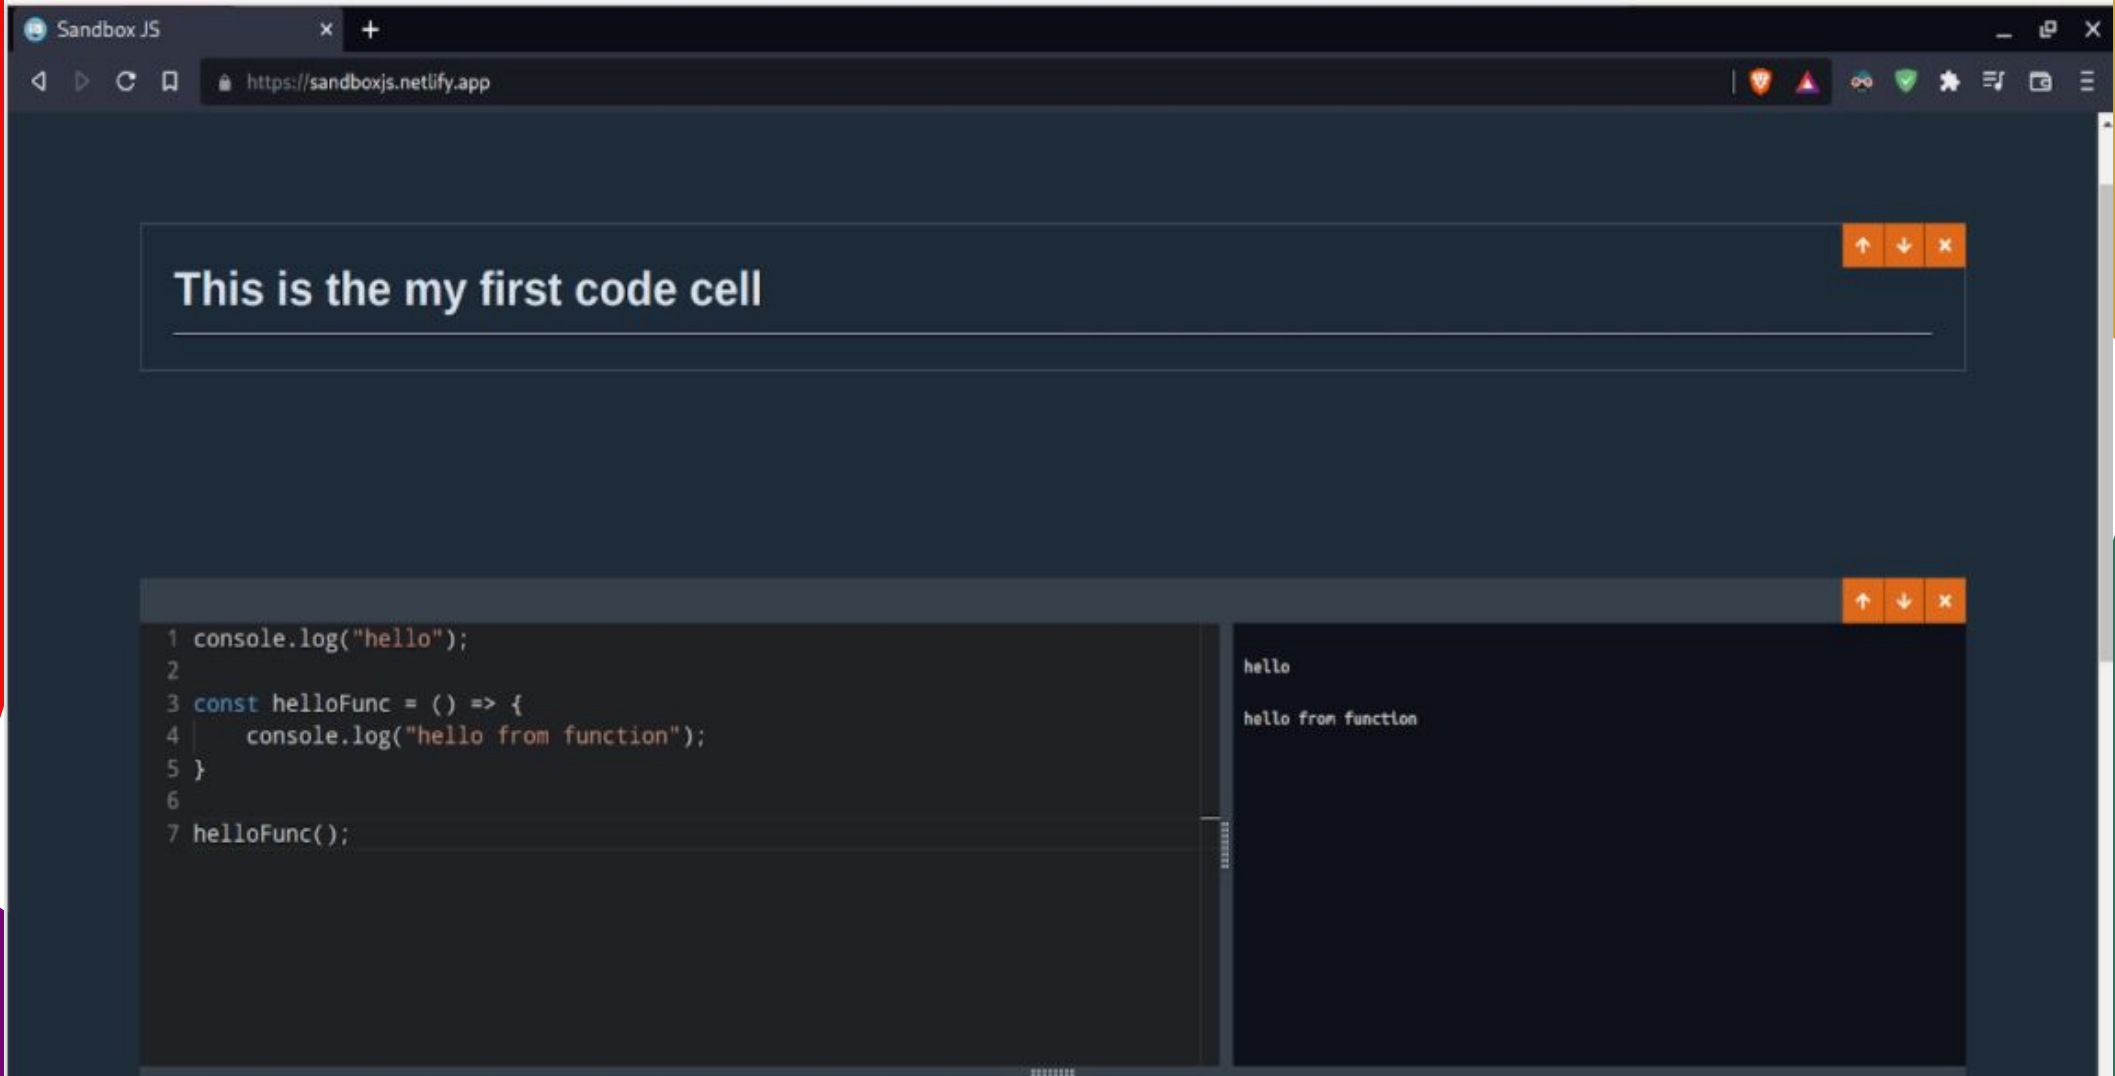 Sandbox JS
https://sandboxjs.netlify.app
This is the my first code cell
1 console.log("hello");
2
3 const helloFunc = () => {
4     console.log("hello from function");
5 }
6
7 helloFunc();
hello
hello from function